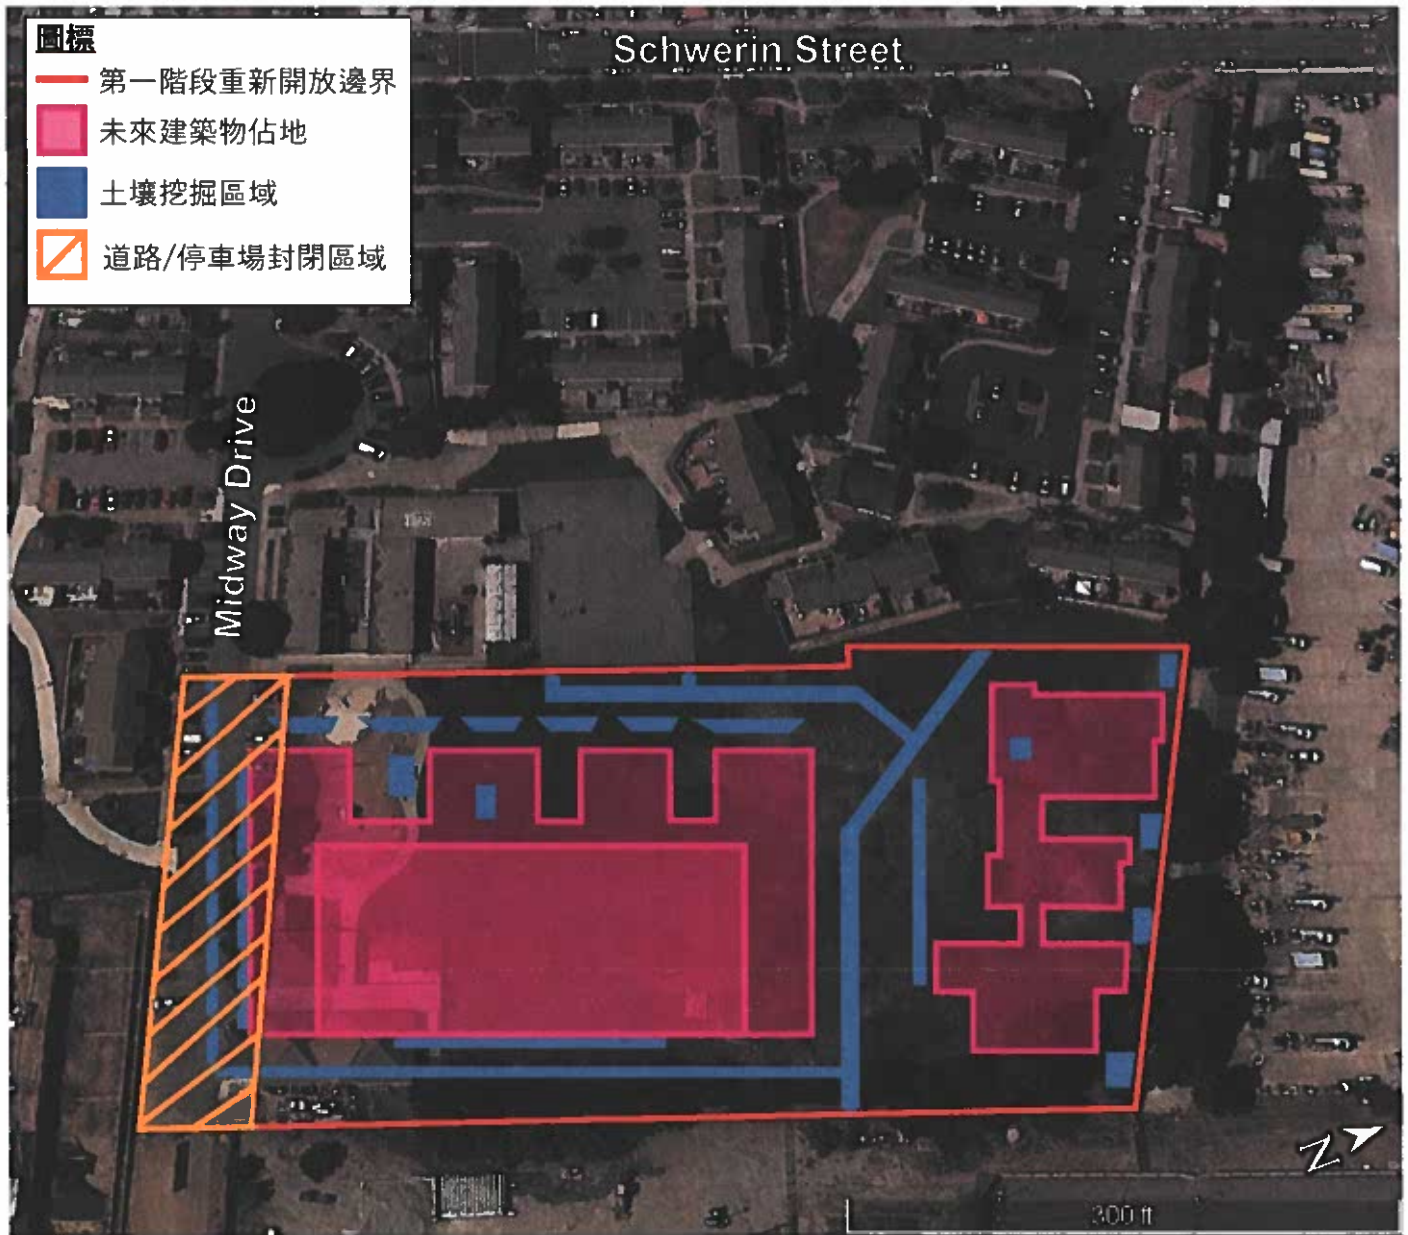 圖標
第一階段重新開放邊界
未來建築物佔地
土壤挖掘區域
道路/停車場封閉區域
Schwerin Street
Midway Drive
N
300 ft